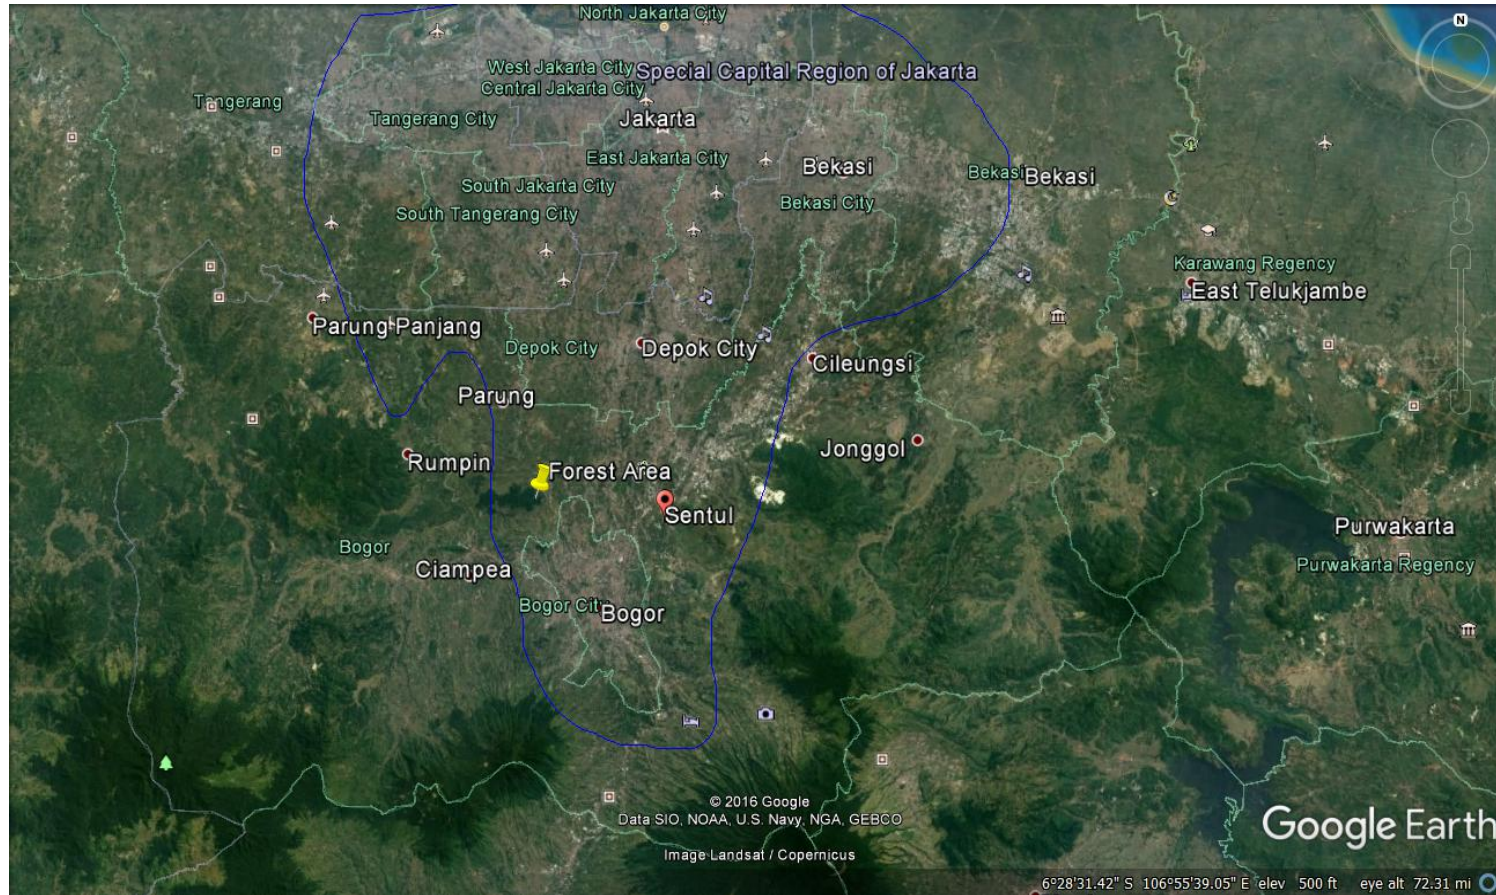 North Jakarta City
West Jakarta City
Special Capital Region of Jakarta
Central Jakarta City
Tangerang
Tangerang City
Jakarta
East Jakarta City
Bekasi
Bekasi
Bekasi
South Jakarta City
Bekasi City
South Tangerang City
Karawang Regency
East Telukjambe
Parung Panjang
Depok City
Depok City
Cileungsi
Parung
Jonggol
Rumpin
Forest Area
Sentul
Purwakarta
Bogor
Purwakarta Regency
Ciampea
Bogor City
Bogor
© 2016 Google
Data SIO, NOAA, U.S. Navy, NGA, GEBCO
Image Landsat / Copernicus
Google Earth
6°28'31.42" S 106°55'39.05" E elev 500 ft eye alt 72.31 mi
N